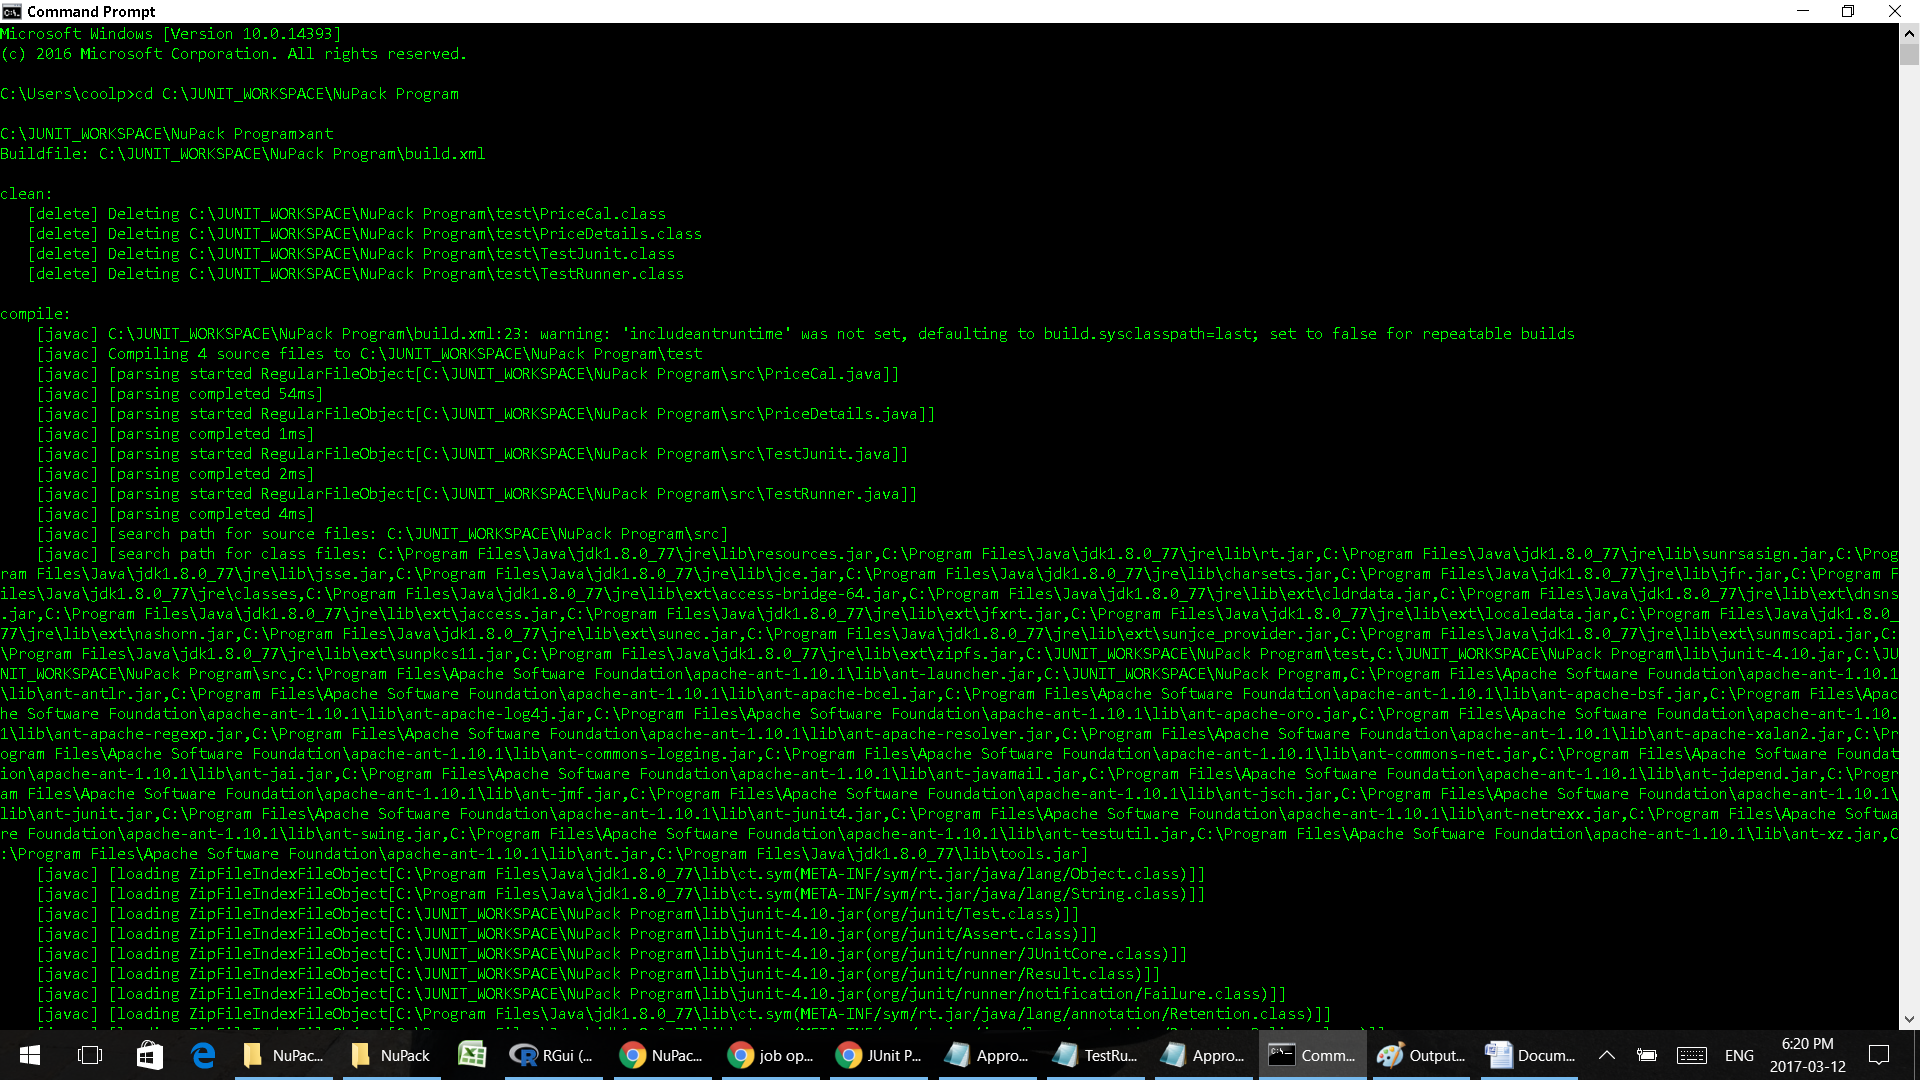 Command Prompt
Microsoft Windows [Version 10.0.14393]
(c) 2016 Microsoft Corporation. All rights reserved.
C:\Users\coolp>cd C:\JUNIT_WORKSPACE\NuPack Program
C:\JUNIT_WORKSPACE\NuPack Program>ant
Buildfile: C:\JUNIT_WORKSPACE\NuPack Program\build.xml
clean:
[delete] Deleting C:\JUNIT_WORKSPACE\NuPack Program\test\PriceCal.class
[delete] Deleting C:\JUNIT_WORKSPACE\NuPack Program\test\PriceDetails.class
[delete] Deleting C:\JUNIT_WORKSPACE\NuPack Program\test\TestJunit.class
[delete] Deleting C:\JUNIT_WORKSPACE\NuPack Program\test\TestRunner.class
compile:
[javac] C:\JUNIT_WORKSPACE\NuPack Program\build.xml:23: warning: 'includeantruntime' was not set, defaulting to build.sysclasspath=last; set to false for repeatable builds
[javac] Compiling 4 source files to C:\JUNIT_WORKSPACE\NuPack Program\test
[javac] [parsing started RegularFileObject[C:\JUNIT_WORKSPACE\NuPack Program\src\PriceCal.java]]
[javac] [parsing completed 54ms]
[javac] [parsing started RegularFileObject[C:\JUNIT_WORKSPACE\NuPack Program\src\PriceDetails.java]]
[javac] [parsing completed 1ms]
[javac] [parsing started RegularFileObject[C:\JUNIT_WORKSPACE\NuPack Program\src\TestJunit.java]]
[javac] [parsing completed 2ms]
[javac] [parsing started RegularFileObject[C:\JUNIT_WORKSPACE\NuPack Program\src\TestRunner.java]]
[javac] [parsing completed 4ms]
[javac] [search path for source files: C:\JUNIT_WORKSPACE\NuPack Program\src]
[javac] [search path for class files: C:\Program Files\Java\jdk1.8.0_77\jre\lib\resources.jar,C:\Program Files\Java\jdk1.8.0_77\jre\lib\rt.jar,C:\Program Files\Java\jdk1.8.0_77\jre\lib\sunrsasign.jar,C:\Prog
ram Files\Java\jdk1.8.0_77\jre\lib\jsse.jar,C:\Program Files\Java\jdk1.8.0_77\jre\lib\jce.jar,C:\Program Files\Java\jdk1.8.0_77\jre\lib\charsets.jar,C:\Program Files\Java\jdk1.8.0_77\jre\lib\jfr.jar,C:\Program F
iles\Java\jdk1.8.0_77\jre\classes,C:\Program Files\Java\jdk1.8.0_77\jre\lib\ext\access-bridge-64.jar,C:\Program Files\Java\jdk1.8.0_77\jre\lib\ext\cldrdata.jar,C:\Program Files\Java\jdk1.8.0_77\jre\lib\ext\dnsns
.jar,C:\Program Files\Java\jdk1.8.0_77\jre\lib\ext\jaccess.jar,C:\Program Files\Java\jdk1.8.0_77\jre\lib\ext\jfxrt.jar,C:\Program Files\Java\jdk1.8.0_77\jre\lib\ext\localedata.jar,C:\Program Files\Java\jdk1.8.0_
77\jre\lib\ext\nashorn.jar,C:\Program Files\Java\jdk1.8.0_77\jre\lib\ext\sunec.jar,C:\Program Files\Java\jdk1.8.0_77\jre\lib\ext\sunjce_provider.jar,C:\Program Files\Java\jdk1.8.0_77\jre\lib\ext\sunmscapi.jar,C:
\Program Files\Java\jdk1.8.0_77\jre\lib\ext\sunpkcs11.jar,C:\Program Files\Java\jdk1.8.0_77\jre\lib\ext\zipfs.jar,C:\JUNIT_WORKSPACE\NuPack Program\test,C:\JUNIT_WORKSPACE\NuPack Program\lib\junit-4.10.jar,C:\JU
NIT_WORKSPACE\NuPack Program\src,C:\Program Files\Apache Software Foundation\apache-ant-1.10.1\lib\ant-launcher.jar,C:\JUNIT_WORKSPACE\NuPack Program,C:\Program Files\Apache Software Foundation\apache-ant-1.10.1
\lib\ant-antlr.jar,C:\Program Files\Apache Software Foundation\apache-ant-1.10.1\lib\ant-apache-bcel.jar,C:\Program Files\Apache Software Foundation\apache-ant-1.10.1\lib\ant-apache-bsf.jar,C:\Program Files\Apac
he Software Foundation\apache-ant-1.10.1\lib\ant-apache-log4j.jar,C:\Program Files\Apache Software Foundation\apache-ant-1.10.1\lib\ant-apache-oro.jar,C:\Program Files\Apache Software Foundation\apache-ant-1.10.
1\lib\ant-apache-regexp.jar,C:\Program Files\Apache Software Foundation\apache-ant-1.10.1\lib\ant-apache-resolver.jar,C:\Program Files\Apache Software Foundation\apache-ant-1.10.1\lib\ant-apache-xalan2.jar,C:\Pr
ogram Files\Apache Software Foundation\apache-ant-1.10.1\lib\ant-commons-logging.jar,C:\Program Files\Apache Software Foundation\apache-ant-1.10.1\lib\ant-commons-net.jar,C:\Program Files\Apache Software Foundat
ion\apache-ant-1.10.1\lib\ant-jai.jar,C:\Program Files\Apache Software Foundation\apache-ant-1.10.1\lib\ant-javamail.jar,C:\Program Files\Apache Software Foundation\apache-ant-1.10.1\lib\ant-jdepend.jar,C:\Progr
am Files\Apache Software Foundation\apache-ant-1.10.1\lib\ant-jmf.jar,C:\Program Files\Apache Software Foundation\apache-ant-1.10.1\lib\ant-jsch.jar,C:\Program Files\Apache Software Foundation\apache-ant-1.10.1\
lib\ant-junit.jar,C:\Program Files\Apache Software Foundation\apache-ant-1.10.1\lib\ant-junit4.jar,C:\Program Files\Apache Software Foundation\apache-ant-1.10.1\lib\ant-netrexx.jar,C:\Program Files\Apache Softwa
re Foundation\apache-ant-1.10.1\lib\ant-swing.jar,C:\Program Files\Apache Software Foundation\apache-ant-1.10.1\lib\ant-testutil.jar,C:\Program Files\Apache Software Foundation\apache-ant-1.10.1\lib\ant-xz.jar,C
:\Program Files\Apache Software Foundation\apache-ant-1.10.1\lib\ant.jar,C:\Program Files\Java\jdk1.8.0_77\lib\tools.jar]
[javac] [loading ZipFileIndexFileObject[C:\Program Files\Java\jdk1.8.0_77\lib\ct.sym(META-INF/sym/rt.jar/java/lang/Object.class)]]
[javac] [loading ZipFileIndexFileObject[C:\Program Files\Java\jdk1.8.0_77\lib\ct.sym(META-INF/sym/rt.jar/java/lang/String.class)]]
[javac] [loading ZipFileIndexFileObject[C:\JUNIT_WORKSPACE\NuPack Program\lib\junit-4.10.jar(org/junit/Test.class)]]
[javac] [loading ZipFileIndexFileObject[C:\JUNIT_WORKSPACE\NuPack Program\lib\junit-4.10.jar(org/junit/Assert.class)]]
[javac] [loading ZipFileIndexFileObject[C:\JUNIT_WORKSPACE\NuPack Program\lib\junit-4.10.jar(org/junit/runner/JUnitCore.class)]]
[javac] [loading ZipFileIndexFileObject[C:\JUNIT_WORKSPACE\NuPack Program\lib\junit-4.10.jar(org/junit/runner/Result.class)]]
[javac] [loading ZipFileIndexFileObject[C:\JUNIT_WORKSPACE\NuPack Program\lib\junit-4.10.jar(org/junit/runner/notification/Failure.class)]]
[javac] [loading ZipFileIndexFileObject[C:\Program Files\Java\jdk1.8.0_77\lib\ct.sym(META-INF/sym/rt.jar/java/lang/annotation/Retention.class)]]
NuPac... NuPack RGui (... NuPac... job op... JUnit P... Appro... TestRu... Appro... Comm... Output... Docum... ENG 6:20 PM
2017-03-12